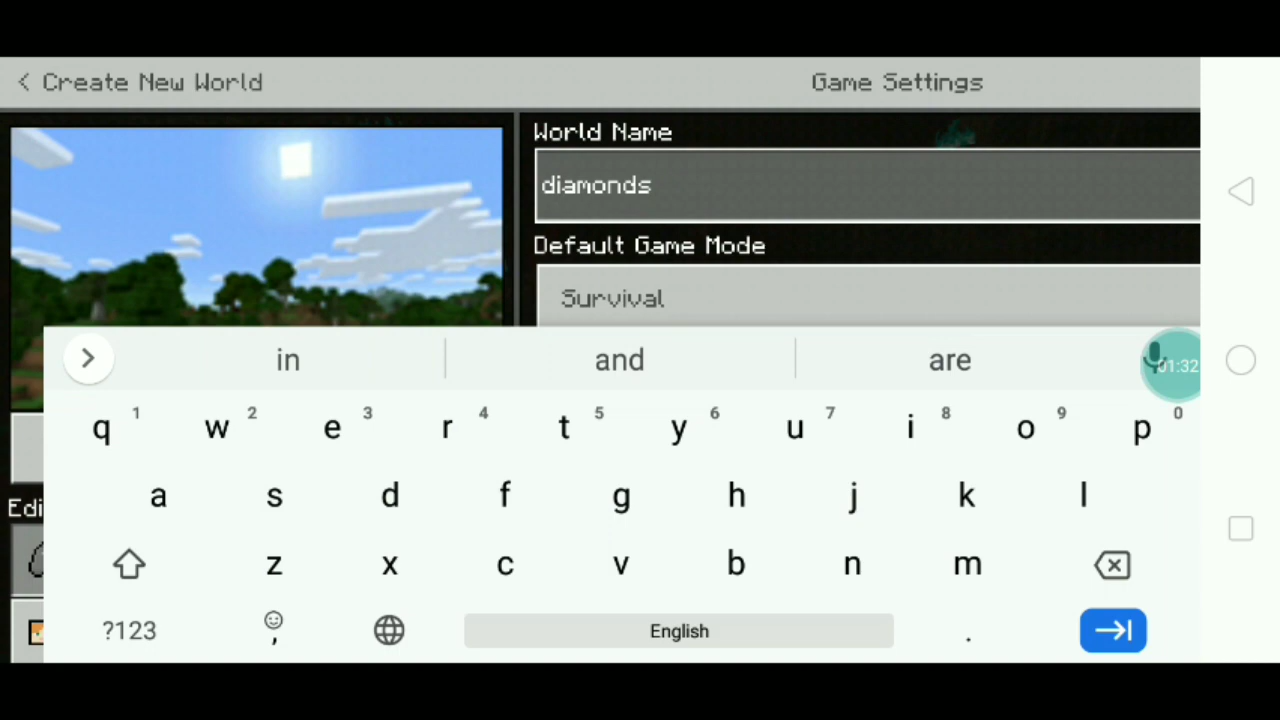 < Create New World
Game Settings
World Name
diamonds
Default Game Mode
Survival
in and are
01:32
q 1 w 2 e 3 r 4 t 5 y 6 u 7 i 8 o 9 p 0
Edi
a s d f g h j k l
z x c v b n m
?123 , English .